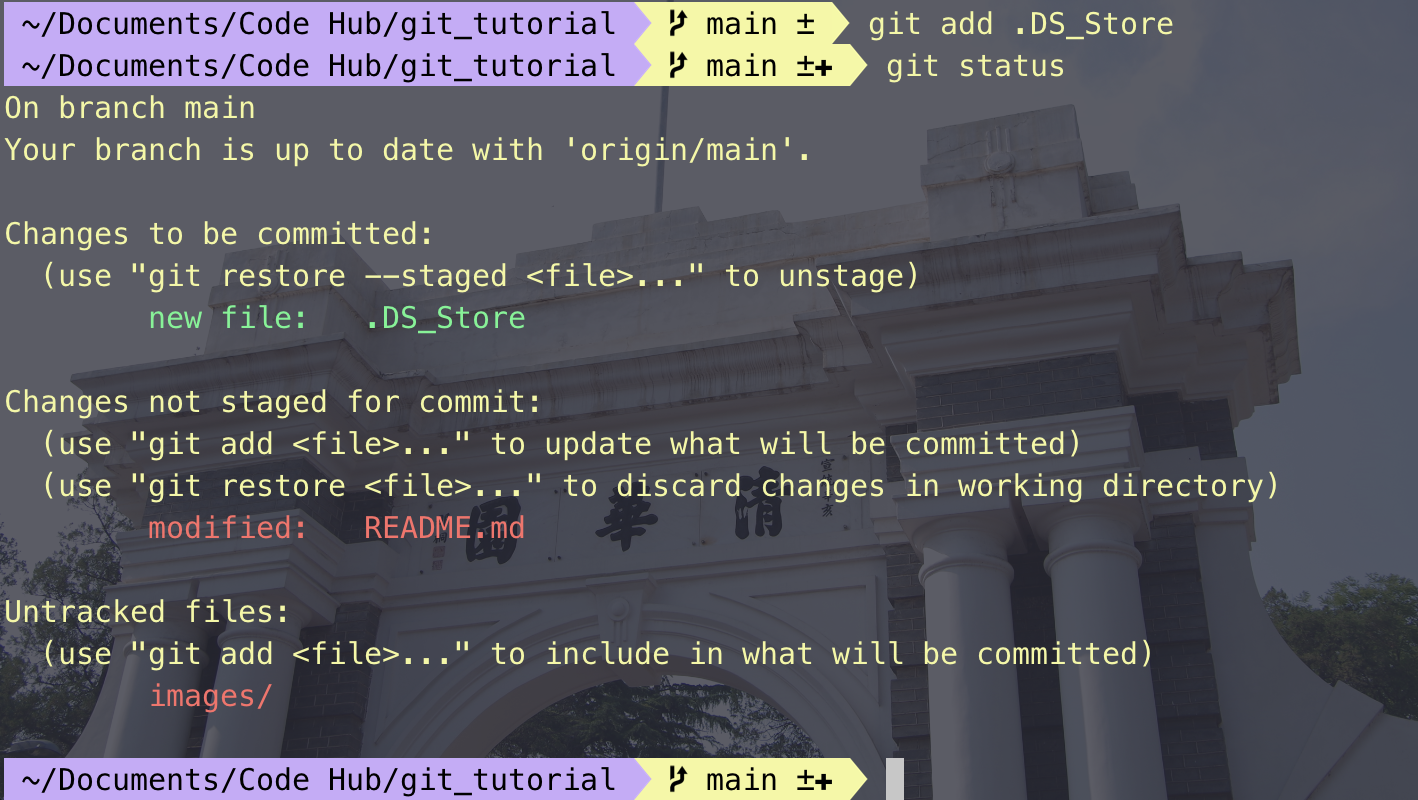 ~/Documents/Code Hub/git_tutorial main ± git add .DS_Store
~/Documents/Code Hub/git_tutorial main ±+ git status
On branch main
Your branch is up to date with 'origin/main'.
Changes to be committed:
(use "git restore --staged <file>..." to unstage)
new file: .DS_Store
Changes not staged for commit:
(use "git add <file>..." to update what will be committed)
(use "git restore <file>..." to discard changes in working directory)
modified: README.md
園 華 清
Untracked files:
(use "git add <file>..." to include in what will be committed)
images/
~/Documents/Code Hub/git_tutorial main ±+